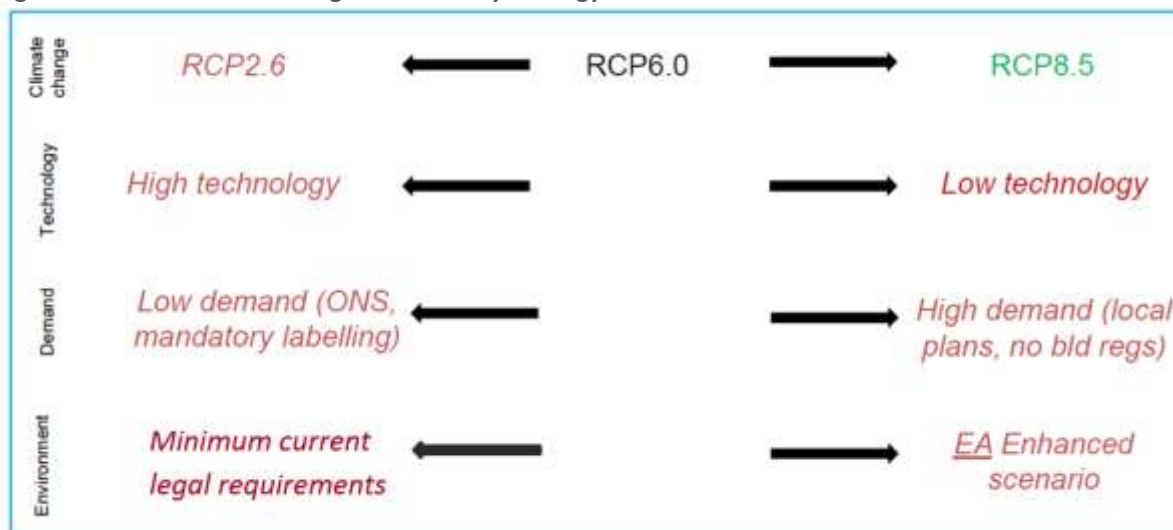 Climate
change
RCP2.6
RCP6.0
RCP8.5
Technology
High technology
Low technology
Demand
Low demand (ONS,
mandatory labelling)
High demand (local
plans, no bld regs)
Environment
Minimum current
legal requirements
EA Enhanced
scenario